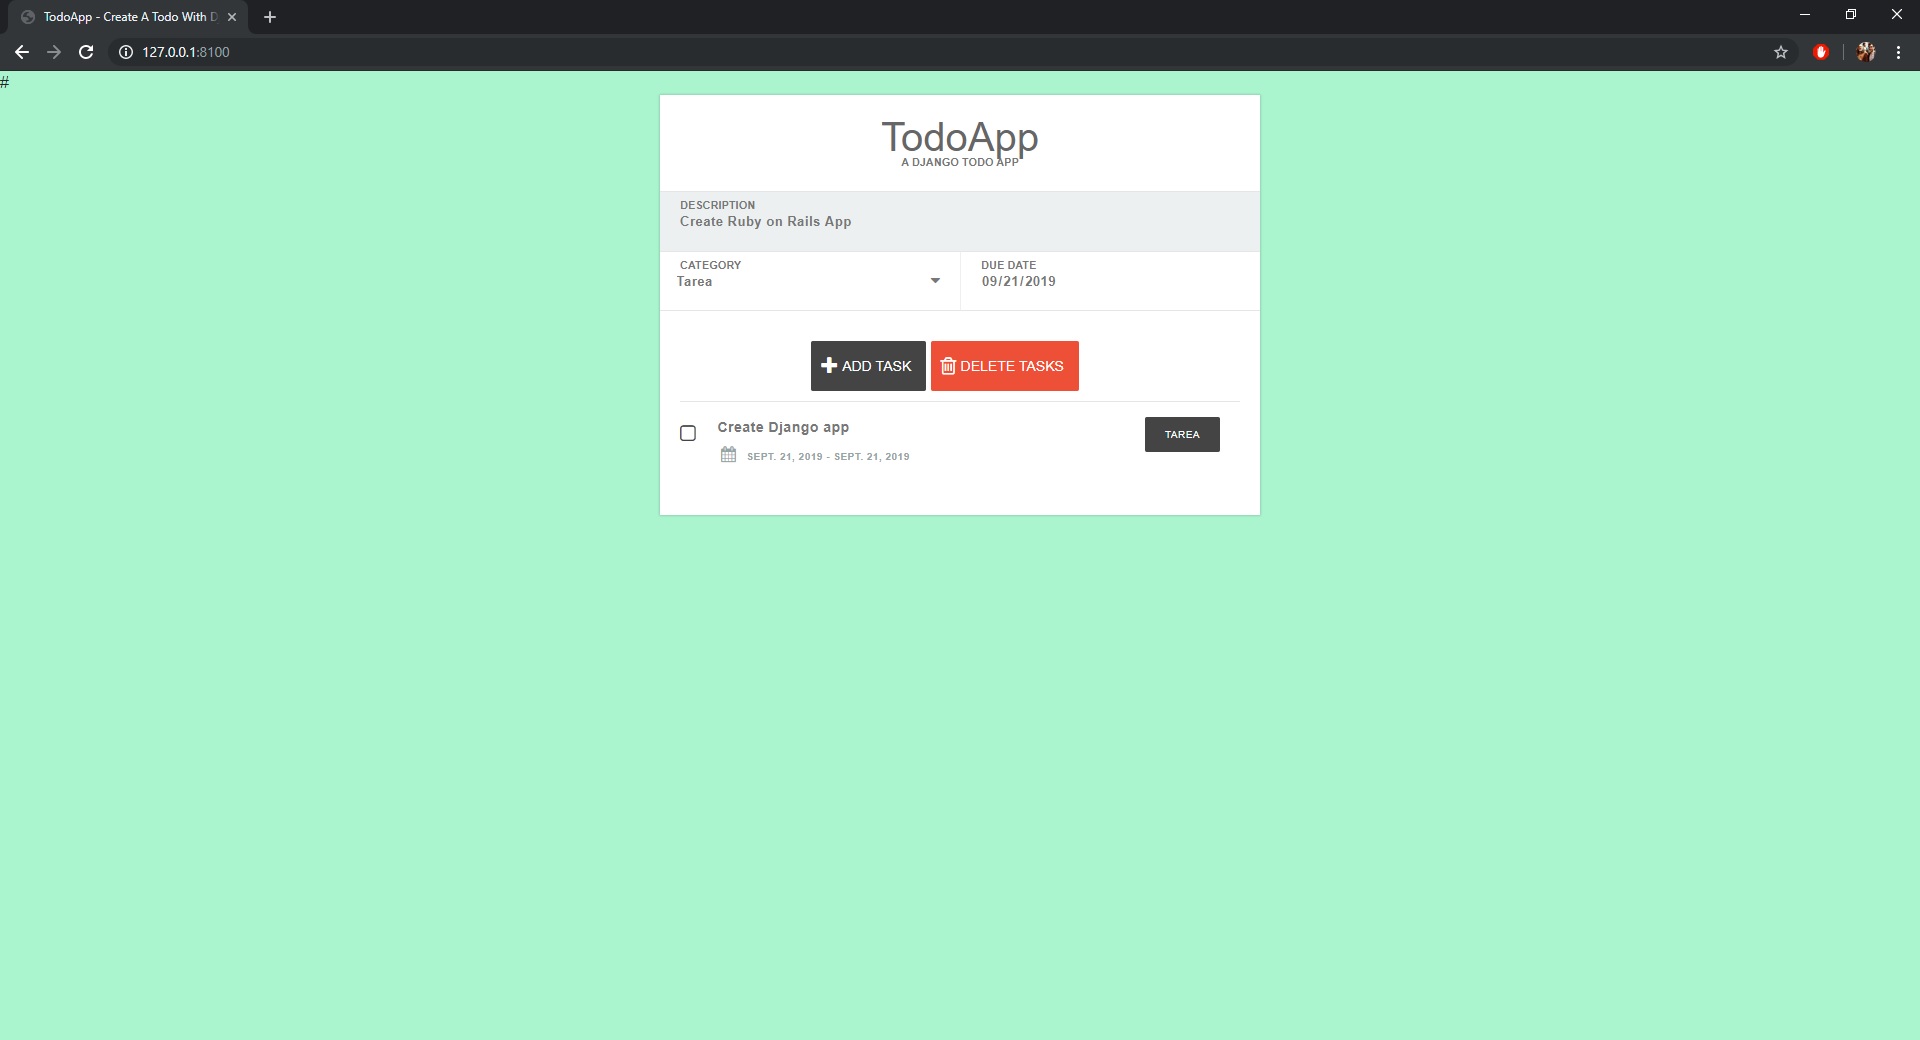 TodoApp - Create A Todo With D
127.0.0.1:8100
#
TodoApp
A DJANGO TODO APP
DESCRIPTION
Create Ruby on Rails App
CATEGORY
Tarea
DUE DATE
09/21/2019
ADD TASK
DELETE TASKS
Create Django app
TAREA
SEPT. 21, 2019 - SEPT. 21, 2019